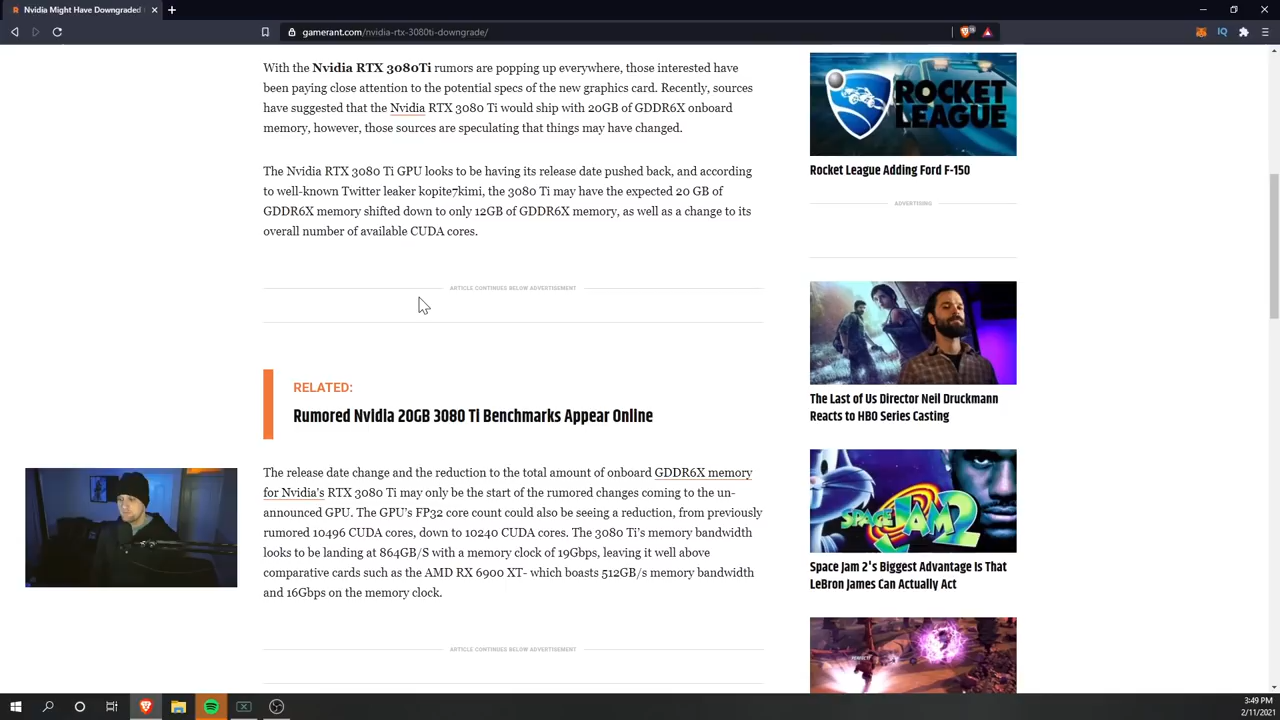 Nvidia Might Have Downgraded
gamerant.com/nvidia-rtx-3080ti-downgrade/
With the Nvidia RTX 3080Ti rumors are popping up everywhere, those interested have
been paying close attention to the potential specs of the new graphics card. Recently, sources
have suggested that the Nvidia RTX 3080 Ti would ship with 20GB of GDDR6X onboard
memory, however, those sources are speculating that things may have changed.
The Nvidia RTX 3080 Ti GPU looks to be having its release date pushed back, and according
to well-known Twitter leaker kopite7kimi, the 3080 Ti may have the expected 20 GB of
GDDR6X memory shifted down to only 12GB of GDDR6X memory, as well as a change to its
overall number of available CUDA cores.
ARTICLE CONTINUES BELOW ADVERTISEMENT
RELATED:
Rumored Nvidia 20GB 3080 Ti Benchmarks Appear Online
The release date change and the reduction to the total amount of onboard GDDR6X memory
for Nvidia's RTX 3080 Ti may only be the start of the rumored changes coming to the un-
announced GPU. The GPU's FP32 core count could also be seeing a reduction, from previously
rumored 10496 CUDA cores, down to 10240 CUDA cores. The 3080 Ti's memory bandwidth
looks to be landing at 864GB/S with a memory clock of 19Gbps, leaving it well above
comparative cards such as the AMD RX 6900 XT- which boasts 512GB/s memory bandwidth
and 16Gbps on the memory clock.
ARTICLE CONTINUES BELOW ADVERTISEMENT
ROCKET
LEAGUE
Rocket League Adding Ford F-150
ADVERTISING
The Last of Us Director Neil Druckmann
Reacts to HBO Series Casting
SPACE JAM 2
Space Jam 2's Biggest Advantage Is That
LeBron James Can Actually Act
PERFECT!
IQ
3:49 PM
2/11/2021